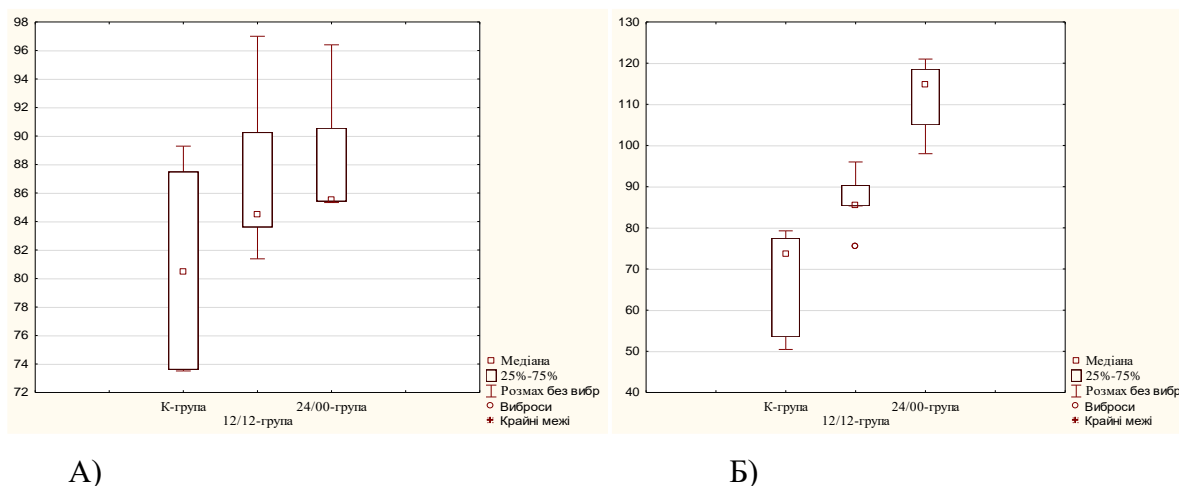 98
96
94
92
90
88
86
84
82
80
78
76
74
72
К-група
12/12-група
24/00-група
Медіана
25%-75%
Розмах без вибр
Виброси
Крайні межі
А)
130
120
110
100
90
80
70
60
50
40
К-група
12/12-група
24/00-група
Медіана
25%-75%
Розмах без вибр
Виброси
Крайні межі
Б)